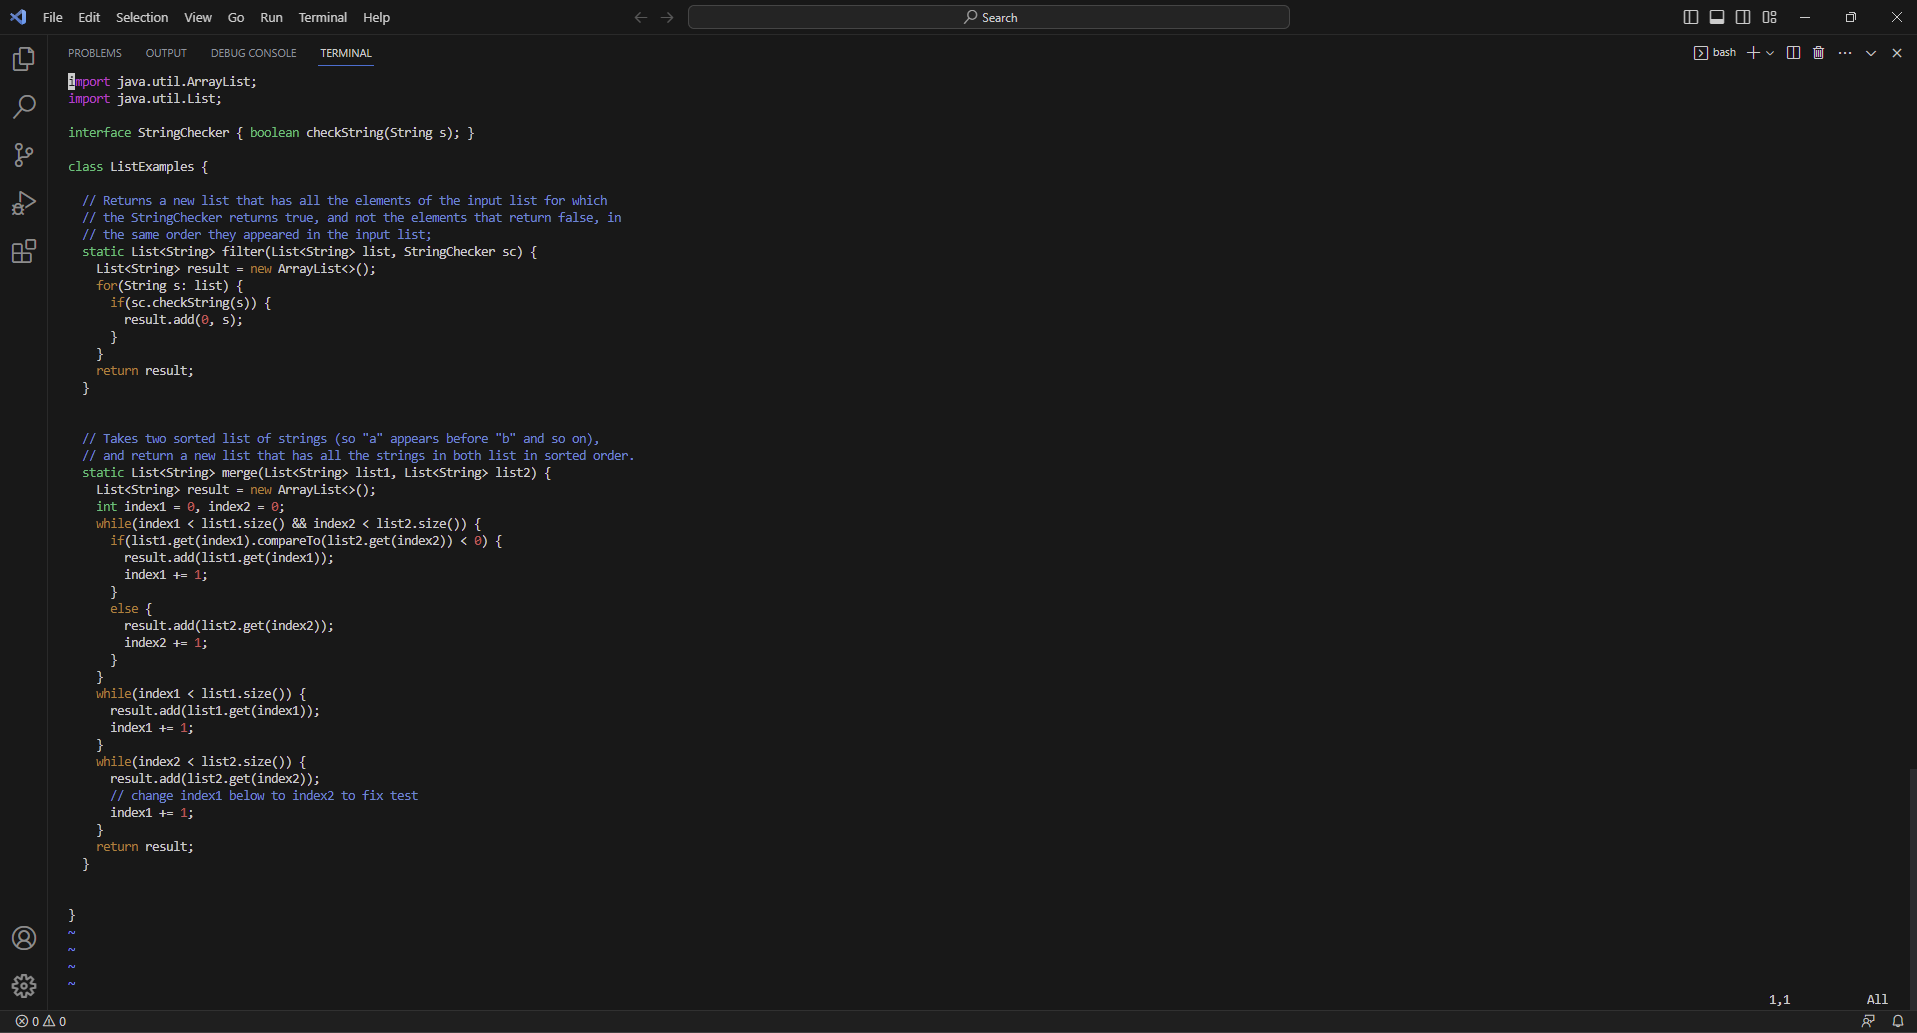 File Edit Selection View Go Run Terminal Help Search
PROBLEMS OUTPUT DEBUG CONSOLE TERMINAL bash
import java.util.ArrayList;
import java.util.List;
interface StringChecker { boolean checkString(String s); }
class ListExamples {
// Returns a new list that has all the elements of the input list for which
// the StringChecker returns true, and not the elements that return false, in
// the same order they appeared in the input list;
static List<String> filter(List<String> list, StringChecker sc) {
List<String> result = new ArrayList<>();
for(String s: list) {
if(sc.checkString(s)) {
result.add(0, s);
}
}
return result;
}
// Takes two sorted list of strings (so "a" appears before "b" and so on),
// and return a new list that has all the strings in both list in sorted order.
static List<String> merge(List<String> list1, List<String> list2) {
List<String> result = new ArrayList<>();
int index1 = 0, index2 = 0;
while(index1 < list1.size() && index2 < list2.size()) {
if(list1.get(index1).compareTo(list2.get(index2)) < 0) {
result.add(list1.get(index1));
index1 += 1;
}
else {
result.add(list2.get(index2));
index2 += 1;
}
}
while(index1 < list1.size()) {
result.add(list1.get(index1));
index1 += 1;
}
while(index2 < list2.size()) {
result.add(list2.get(index2));
// change index1 below to index2 to fix test
index1 += 1;
}
return result;
}
}
~
~
~
~
1,1 All
0 0